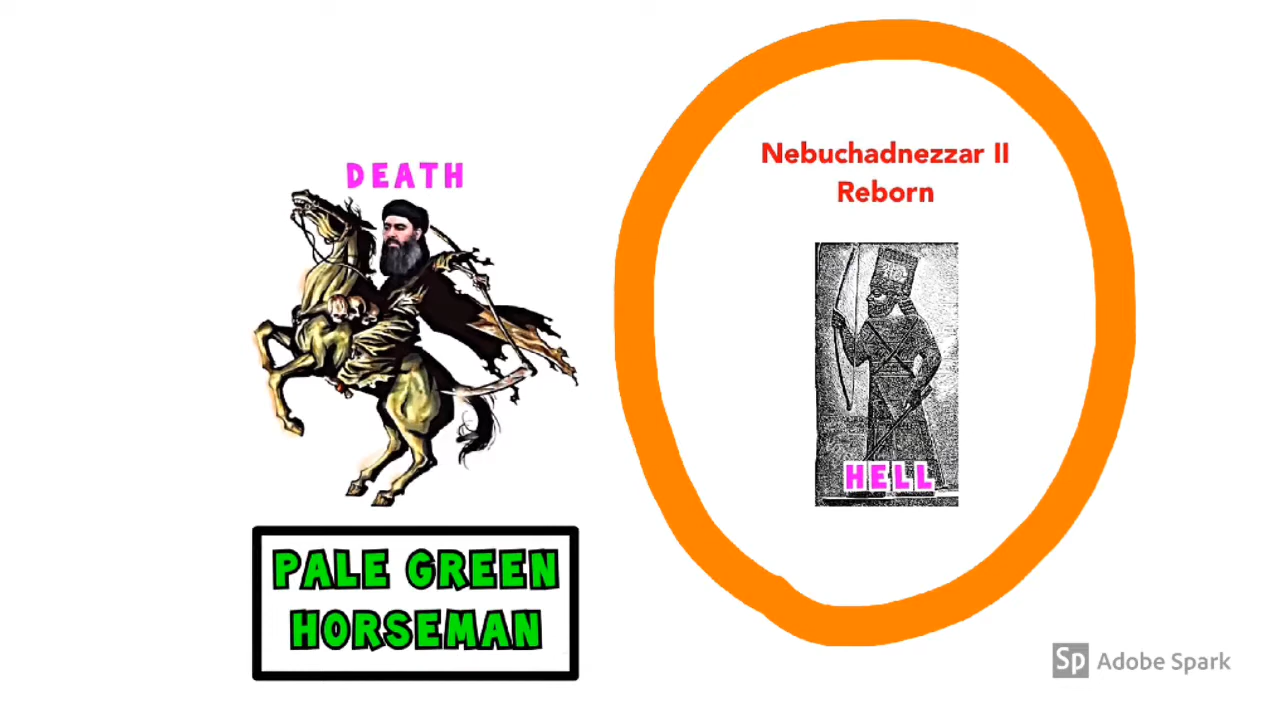 DEATH
PALE GREEN
HORSEMAN
Nebuchadnezzar II
Reborn
HELL
Sp Adobe Spark